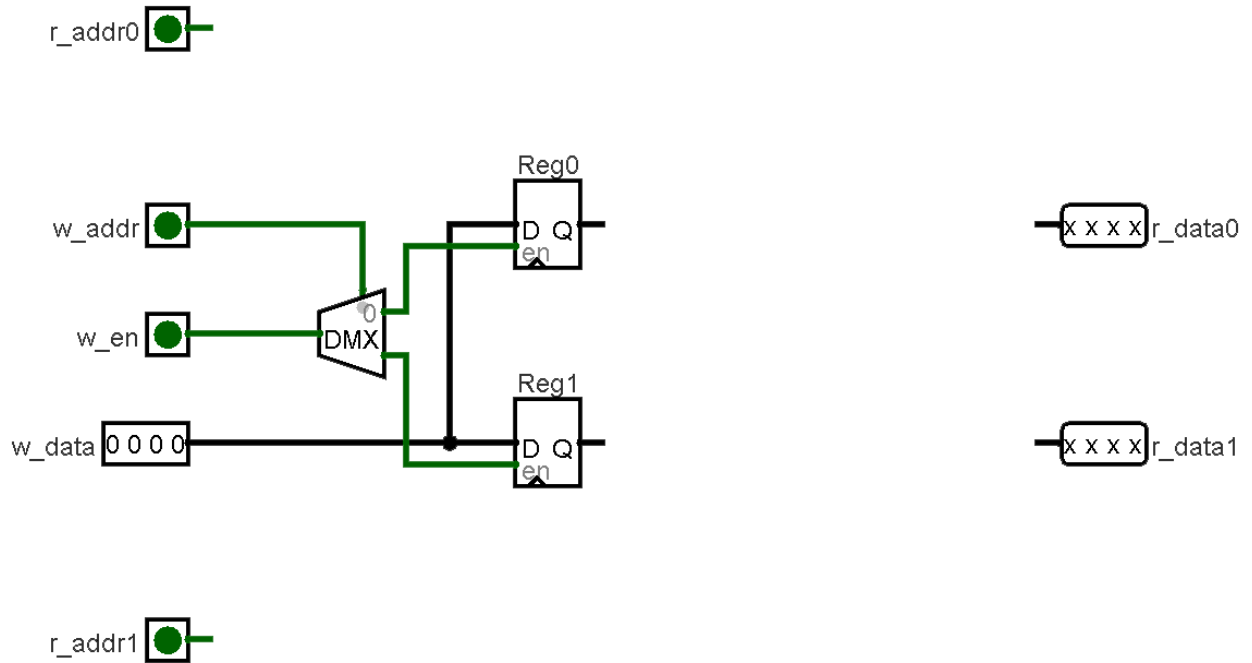 r_addr0
Reg0
w_addr
D Q
en
x x x x
r_data0
0
w_en
DMX
Reg1
w_data
0 0 0 0
D Q
en
x x x x
r_data1
r_addr1